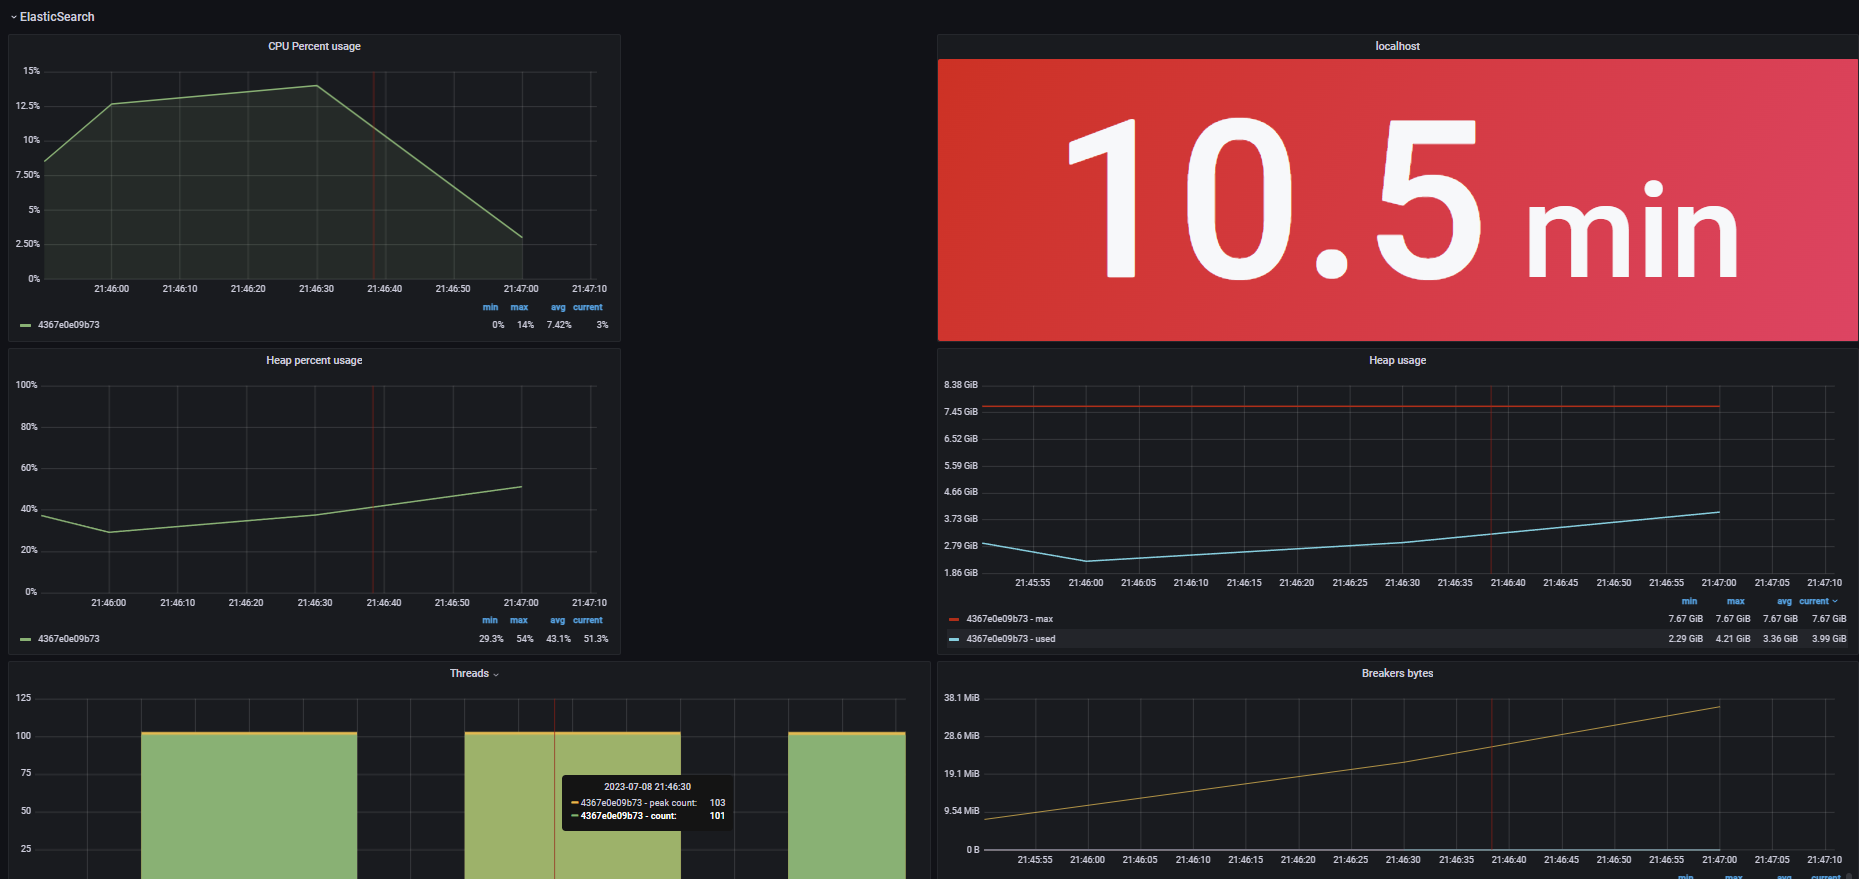 ElasticSearch
CPU Percent usage
15%
12.5%
10%
7.50%
5%
2.50%
0%
21:46:00 21:46:10 21:46:20 21:46:30 21:46:40 21:46:50 21:47:00 21:47:10
min max avg current
4367e0e09b73 0% 14% 7.42% 3%
localhost
10.5 min
Heap percent usage
100%
80%
60%
40%
20%
0%
21:46:00 21:46:10 21:46:20 21:46:30 21:46:40 21:46:50 21:47:00 21:47:10
min max avg current
4367e0e09b73 29.3% 54% 43.1% 51.3%
Heap usage
8.38 GiB
7.45 GiB
6.52 GiB
5.59 GiB
4.66 GiB
3.73 GiB
2.79 GiB
1.86 GiB
21:45:55 21:46:00 21:46:05 21:46:10 21:46:15 21:46:20 21:46:25 21:46:30 21:46:35 21:46:40 21:46:45 21:46:50 21:46:55 21:47:00 21:47:05 21:47:10
min max avg current
4367e0e09b73 - max 7.67 GiB 7.67 GiB 7.67 GiB 7.67 GiB
4367e0e09b73 - used 2.29 GiB 4.21 GiB 3.36 GiB 3.99 GiB
Threads
125
100
75
50
25
2023-07-08 21:46:30
4367e0e09b73 - peak count: 103
4367e0e09b73 - count: 101
Breakers bytes
38.1 MiB
28.6 MiB
19.1 MiB
9.54 MiB
0 B
21:45:55 21:46:00 21:46:05 21:46:10 21:46:15 21:46:20 21:46:25 21:46:30 21:46:35 21:46:40 21:46:45 21:46:50 21:46:55 21:47:00 21:47:05 21:47:10
min max avg current